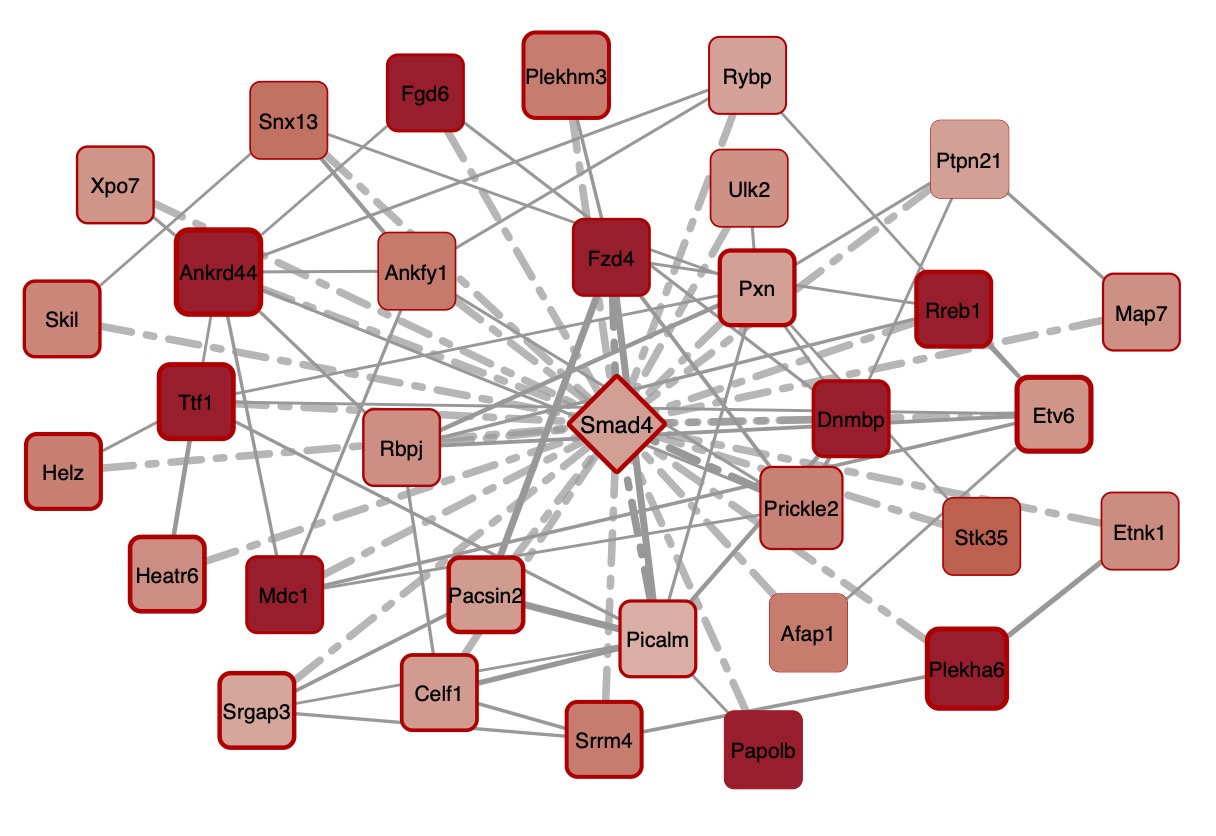 Plekhm3
Rybp
Fgd6
Snx13
Ptpn21
Xpo7
Ulk2
Fzd4
Ankrd44
Ankfy1
Pxn
Rreb1
Map7
Skil
Ttf1
Smad4
Dnmbp
Etv6
Rbpj
Helz
Prickle2
Stk35
Etnk1
Heatr6
Mdc1
Pacsin2
Picalm
Afap1
Plekha6
Celf1
Srgap3
Srrm4
Papolb